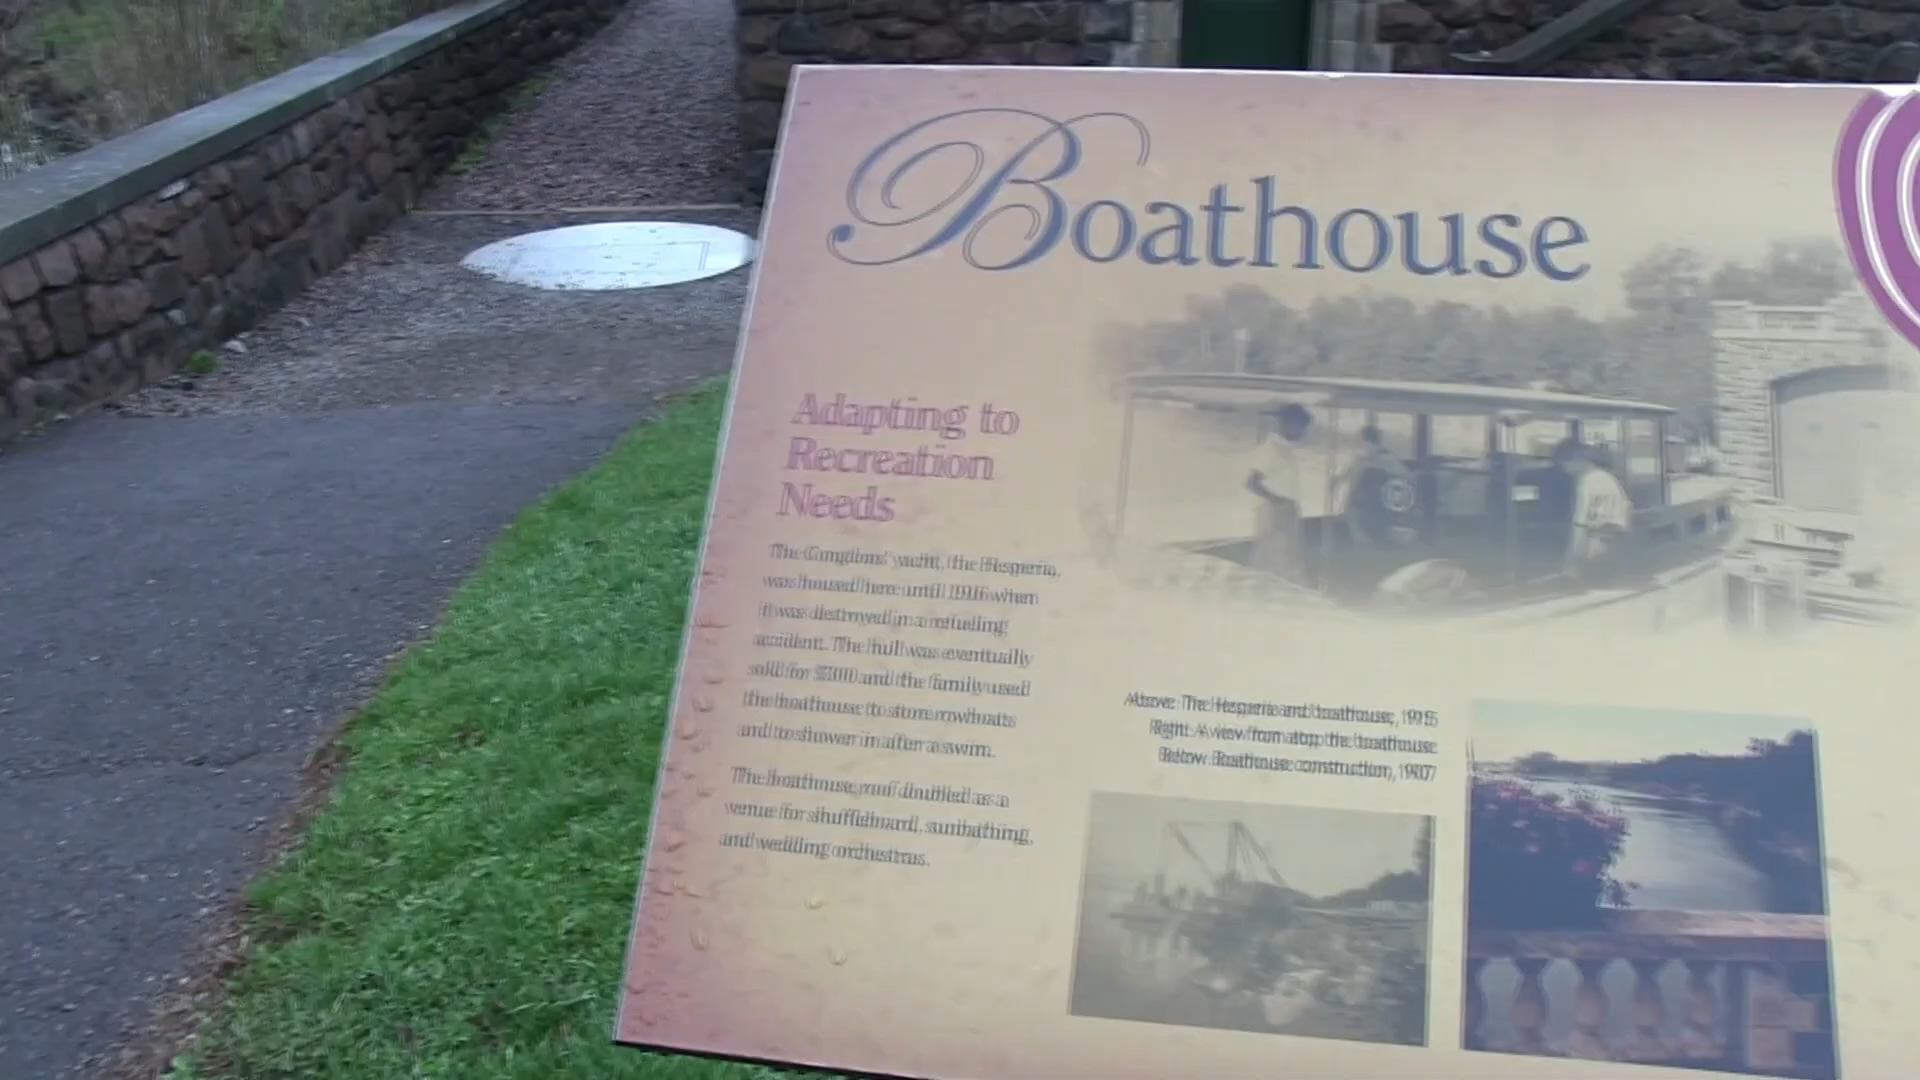 Boathouse
Adapting to
Recreation
Needs
The Congdons' yacht, the Hesperia,
was housed here until 1916 when
it was destroyed in a refueling
accident. The hull was eventually
sold for and the family used
the boathouse to store rowboats
and to shower in after a swim.
The boathouse roof doubled as a
venue for shuffleboard, sunbathing,
and wedding orchestras.
Above: The Hesperia and boathouse, 1915
Right: A view from atop the boathouse
Below: Boathouse construction, 1907